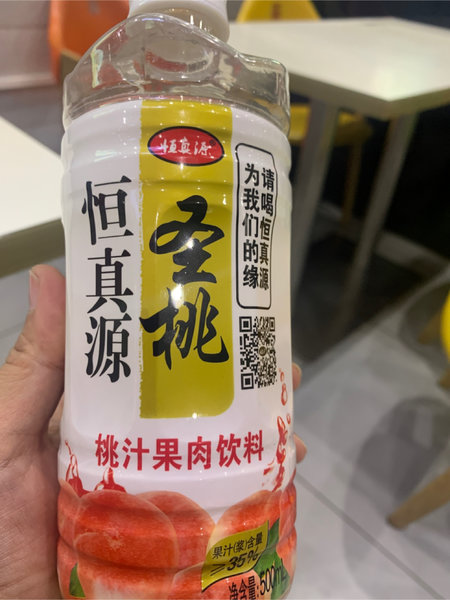 恒真源
恒真源
圣桃
请喝恒真源
为我们的缘
桃汁果肉饮料
果汁(浆)含量
≥35%
净含量:500m